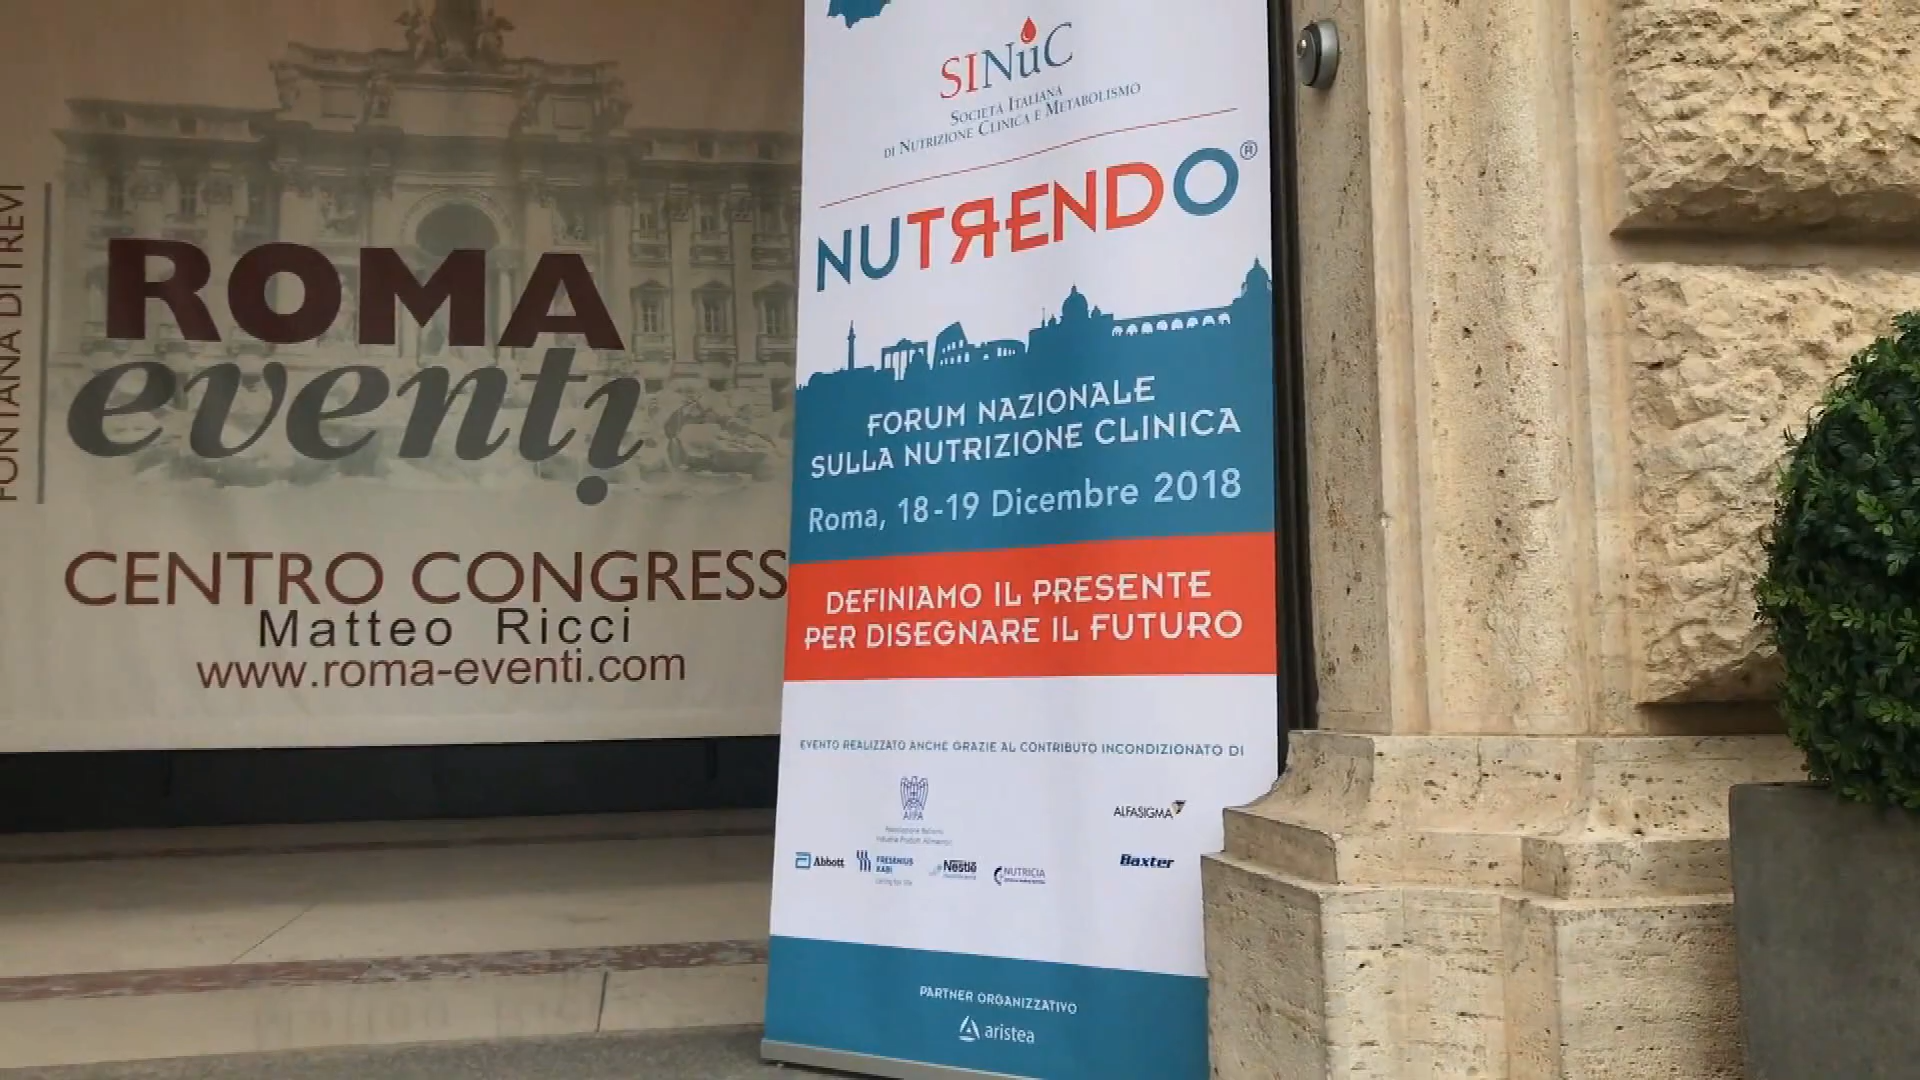 FONTANA DI TREVI
ROMA
eventi
CENTRO CONGRESS
Matteo Ricci
www.roma-eventi.com
SINuC
SOCIETÀ ITALIANA
DI NUTRIZIONE CLINICA E METABOLISMO
NUTRENDO®
FORUM NAZIONALE
SULLA NUTRIZIONE CLINICA
Roma, 18-19 Dicembre 2018
DEFINIAMO IL PRESENTE
PER DISEGNARE IL FUTURO
EVENTO REALIZZATO ANCHE GRAZIE AL CONTRIBUTO INCONDIZIONATO DI
Associazione Italiana
Industrie Prodotti Alimentari
ALFASIGMA
Abbott
FRESENIUS
KABI
caring for life
Nestlé
NUTRICIA
Baxter
PARTNER ORGANIZZATIVO
aristea